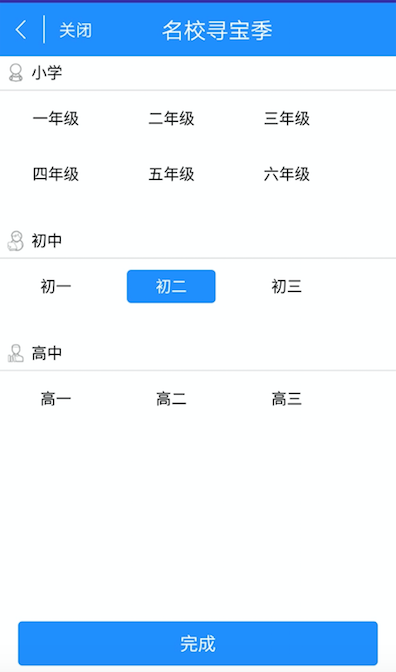 关闭 名校寻宝季
小学
一年级 二年级 三年级
四年级 五年级 六年级
初中
初一 初二 初三
高中
高一 高二 高三
完成